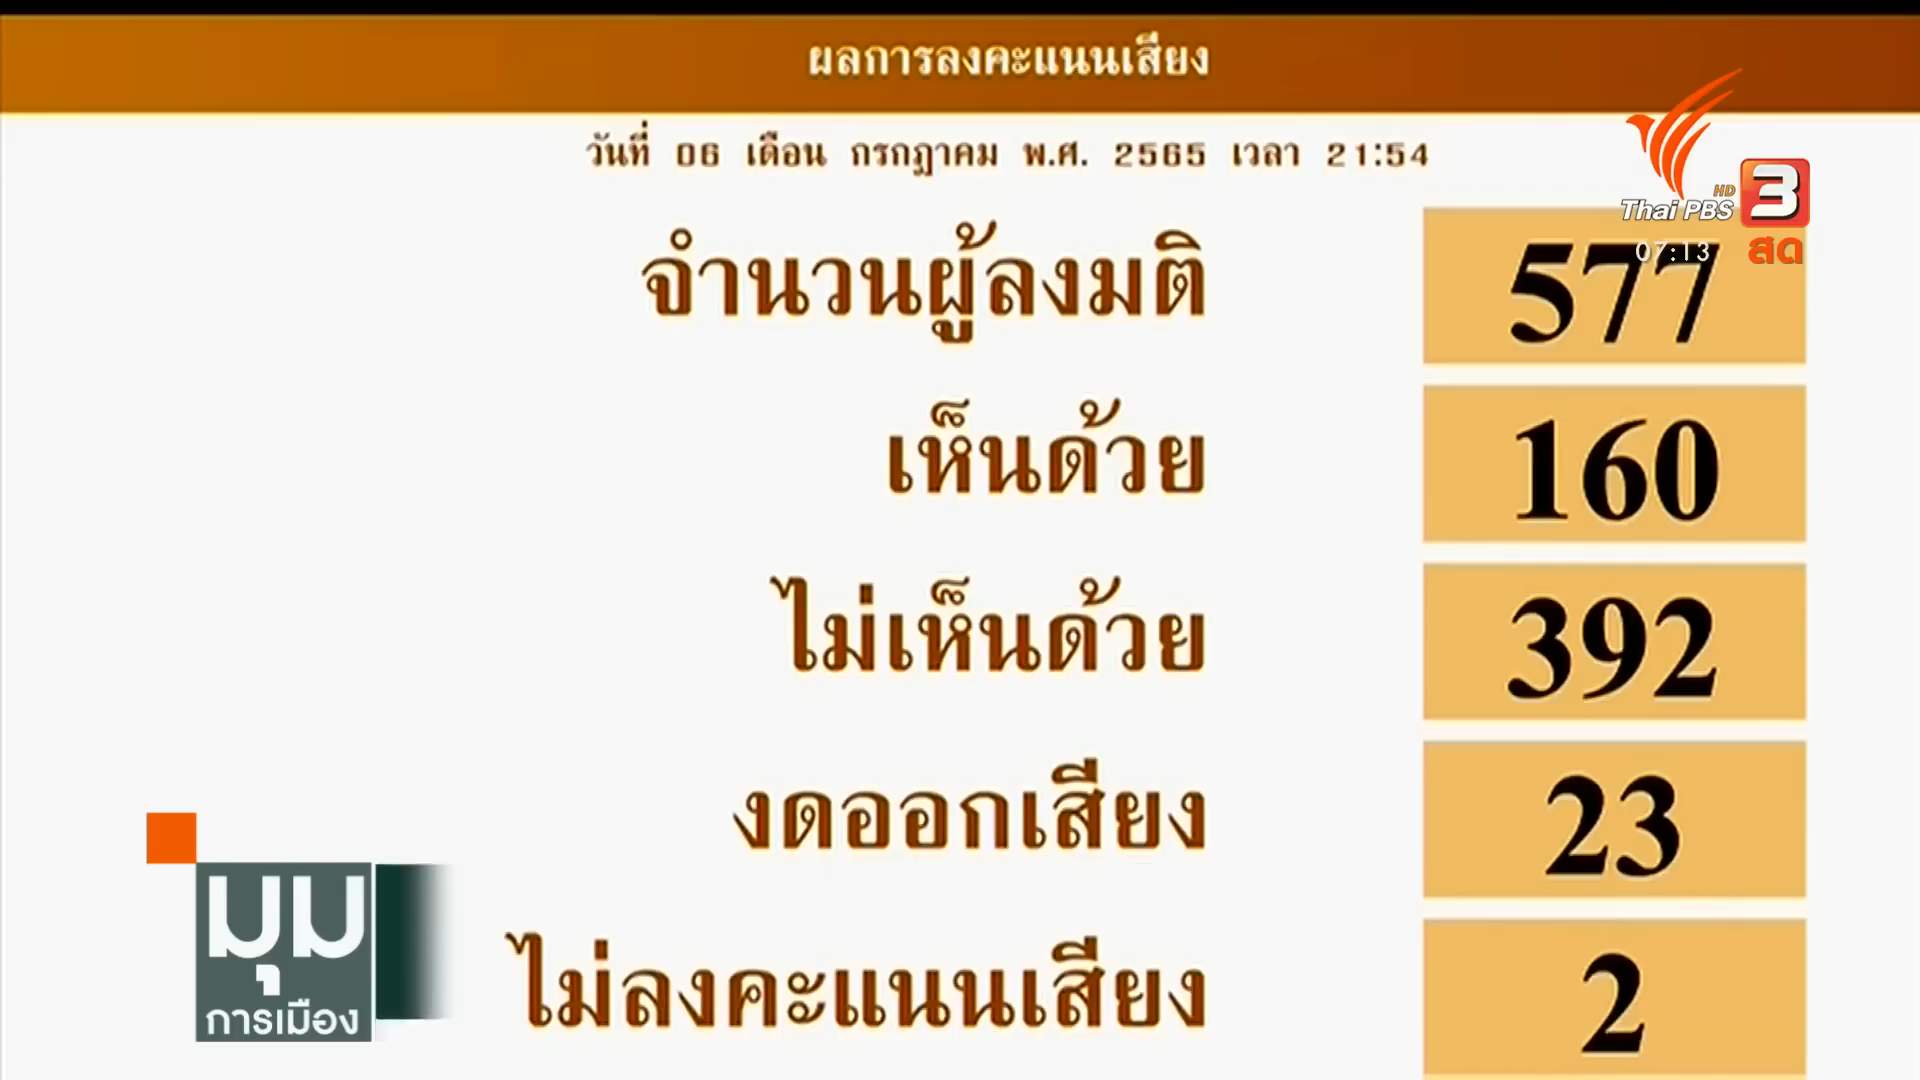 ผลการลงคะแนนเสียง
วันที่ 06 เดือน กรกฎาคม พ.ศ. 2565 เวลา 21:54
HD
Thai PBS 3
07:13 สด
จำนวนผู้ลงมติ 577
เห็นด้วย 160
ไม่เห็นด้วย 392
งดออกเสียง 23
ไม่ลงคะแนนเสียง 2
มุม
การเมือง